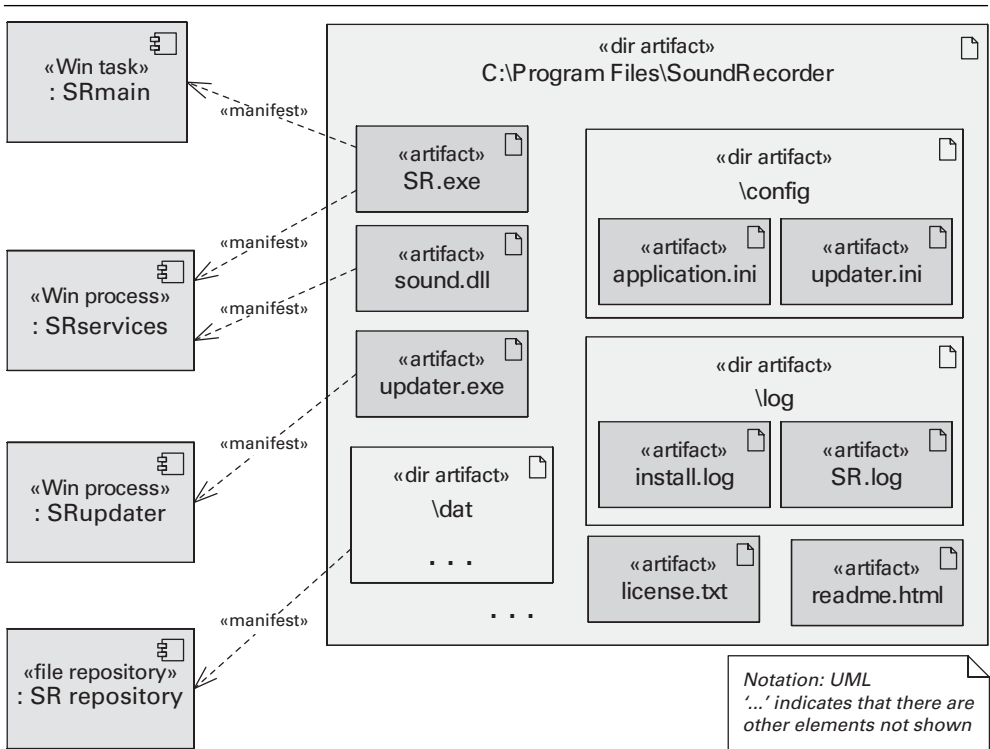 «Win task»
: SRmain
«manifest»
«Win process»
: SRservices
«manifest»
«manifest»
«Win process»
: SRupdater
«manifest»
«file repository»
: SR repository
«manifest»
«dir artifact»
C:\Program Files\SoundRecorder
«artifact»
SR.exe
«artifact»
sound.dll
«artifact»
updater.exe
«dir artifact»
\dat
. . .
. . .
«dir artifact»
\config
«artifact»
application.ini
«artifact»
updater.ini
«dir artifact»
\log
«artifact»
install.log
«artifact»
SR.log
«artifact»
license.txt
«artifact»
readme.html
Notation: UML
‘...’ indicates that there are
other elements not shown